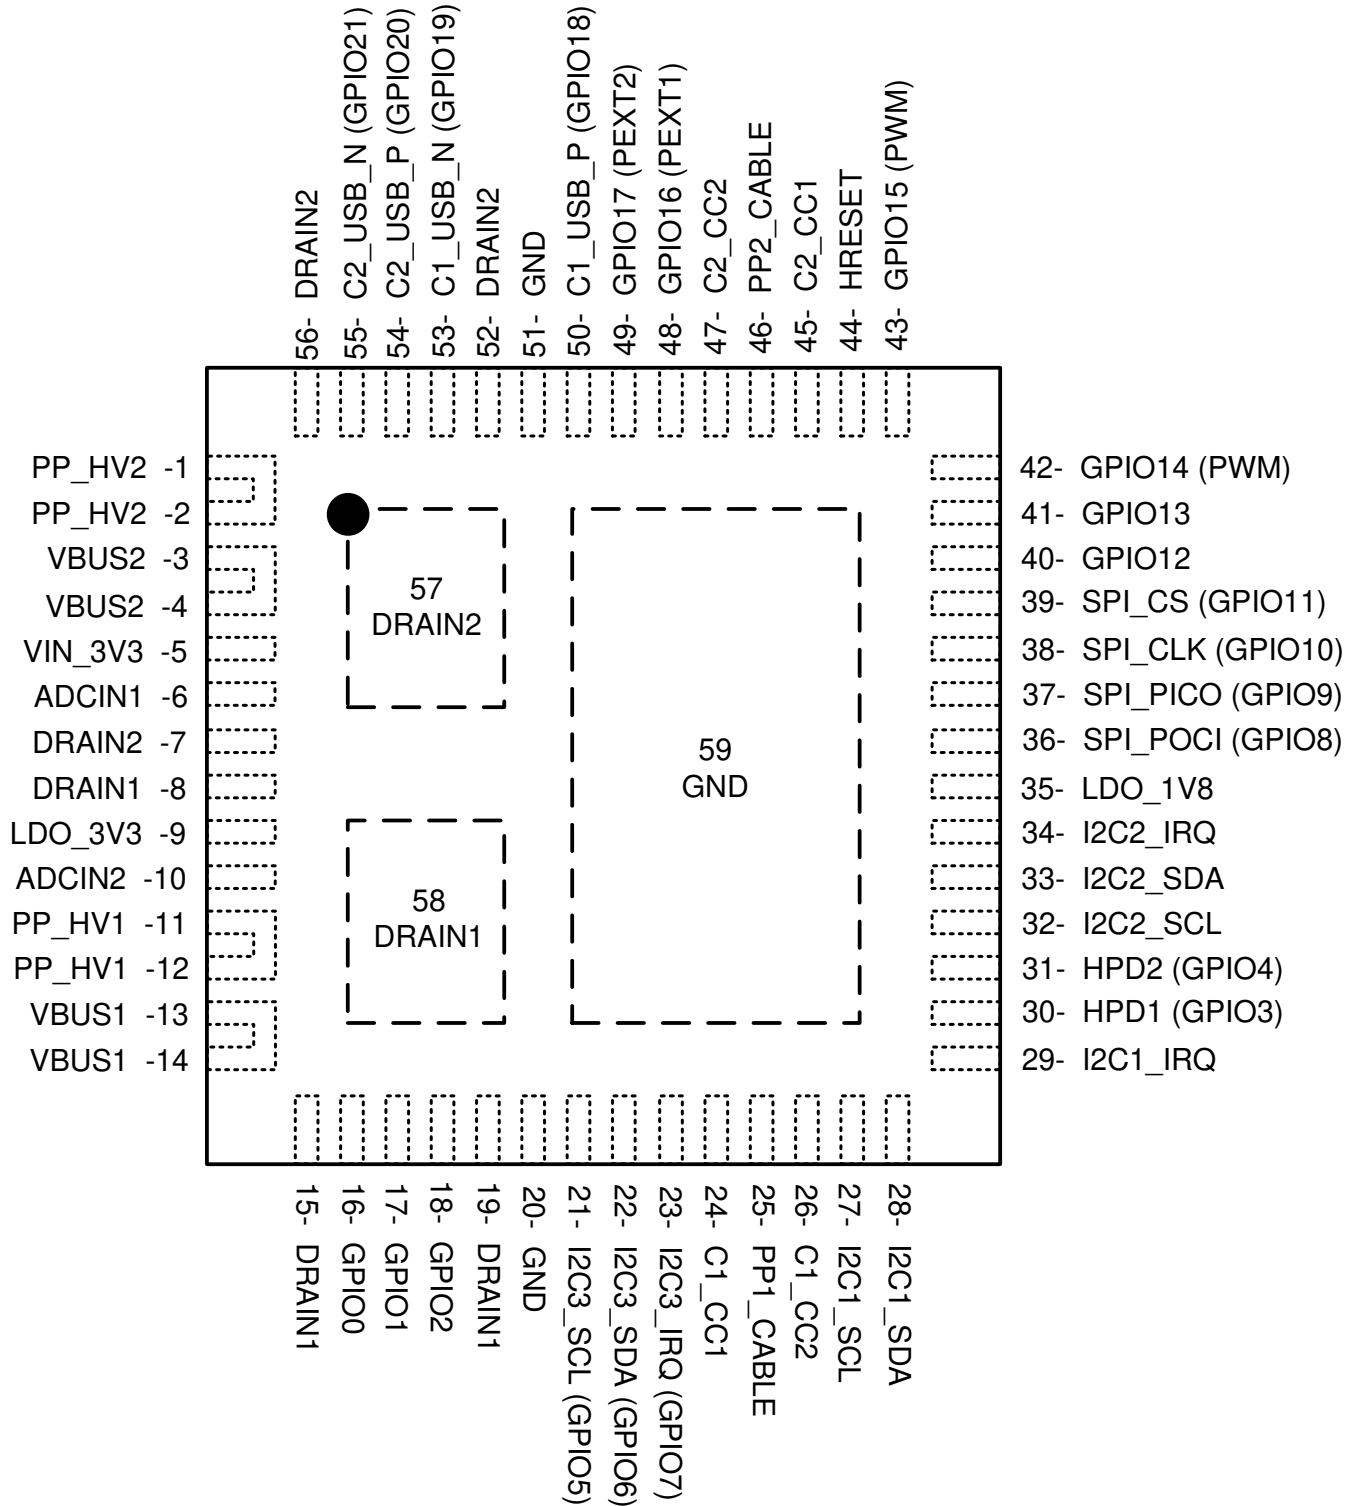 56- DRAIN2
55- C2_USB_N (GPIO21)
54- C2_USB_P (GPIO20)
53- C1_USB_N (GPIO19)
52- DRAIN2
51- GND
50- C1_USB_P (GPIO18)
49- GPIO17 (PEXT2)
48- GPIO16 (PEXT1)
47- C2_CC2
46- PP2_CABLE
45- C2_CC1
44- HRESET
43- GPIO15 (PWM)
PP_HV2 -1
PP_HV2 -2
VBUS2 -3
VBUS2 -4
VIN_3V3 -5
ADCIN1 -6
DRAIN2 -7
DRAIN1 -8
LDO_3V3 -9
ADCIN2 -10
PP_HV1 -11
PP_HV1 -12
VBUS1 -13
VBUS1 -14
57
DRAIN2
58
DRAIN1
59
GND
42- GPIO14 (PWM)
41- GPIO13
40- GPIO12
39- SPI_CS (GPIO11)
38- SPI_CLK (GPIO10)
37- SPI_PICO (GPIO9)
36- SPI_POCI (GPIO8)
35- LDO_1V8
34- I2C2_IRQ
33- I2C2_SDA
32- I2C2_SCL
31- HPD2 (GPIO4)
30- HPD1 (GPIO3)
29- I2C1_IRQ
15- DRAIN1
16- GPIO0
17- GPIO1
18- GPIO2
19- DRAIN1
20- GND
21- I2C3_SCL (GPIO5)
22- I2C3_SDA (GPIO6)
23- I2C3_IRQ (GPIO7)
24- C1_CC1
25- PP1_CABLE
26- C1_CC2
27- I2C1_SCL
28- I2C1_SDA